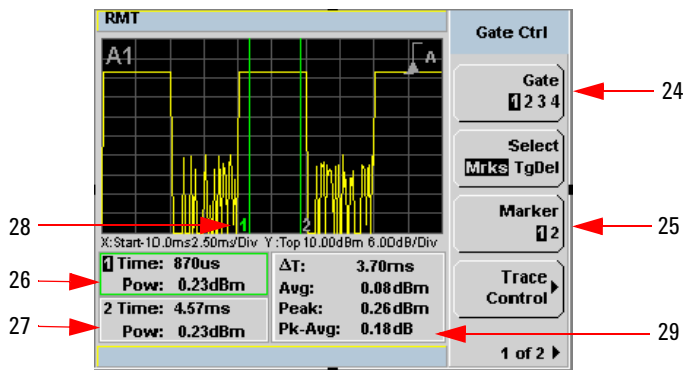 RMT
Gate Ctrl
A1
A
Gate
1 2 3 4
24
Select
Mrks TgDel
Marker
1 2
25
28
1
2
X:Start-10.0ms2.50ms/Div Y:Top 10.00dBm 6.00dB/Div
26
1 Time: 870us
Pow: 0.23dBm
27
2 Time: 4.57ms
Pow: 0.23dBm
ΔT: 3.70ms
Avg: 0.08dBm
Peak: 0.26dBm
Pk-Avg: 0.18dB
29
Trace
Control
1 of 2